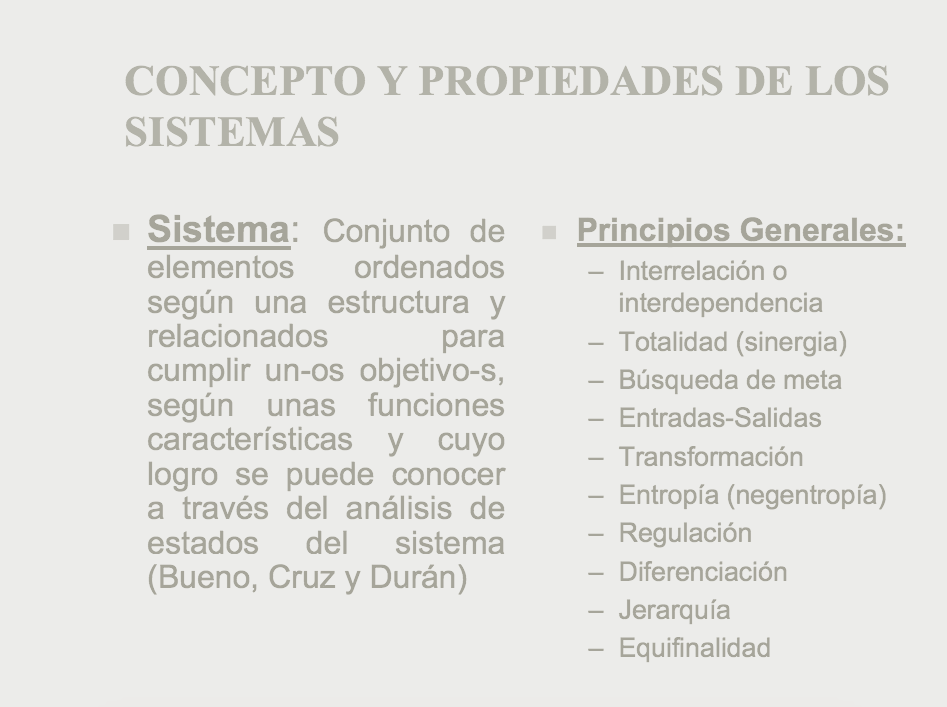 CONCEPTO Y PROPIEDADES DE LOS
SISTEMAS
Sistema: Conjunto de
elementos ordenados
según una estructura y
relacionados para
cumplir un-os objetivo-s,
según unas funciones
características y cuyo
logro se puede conocer
a través del análisis de
estados del sistema
(Bueno, Cruz y Durán)
Principios Generales:
– Interrelación o
interdependencia
– Totalidad (sinergia)
– Búsqueda de meta
– Entradas-Salidas
– Transformación
– Entropía (negentropía)
– Regulación
– Diferenciación
– Jerarquía
– Equifinalidad